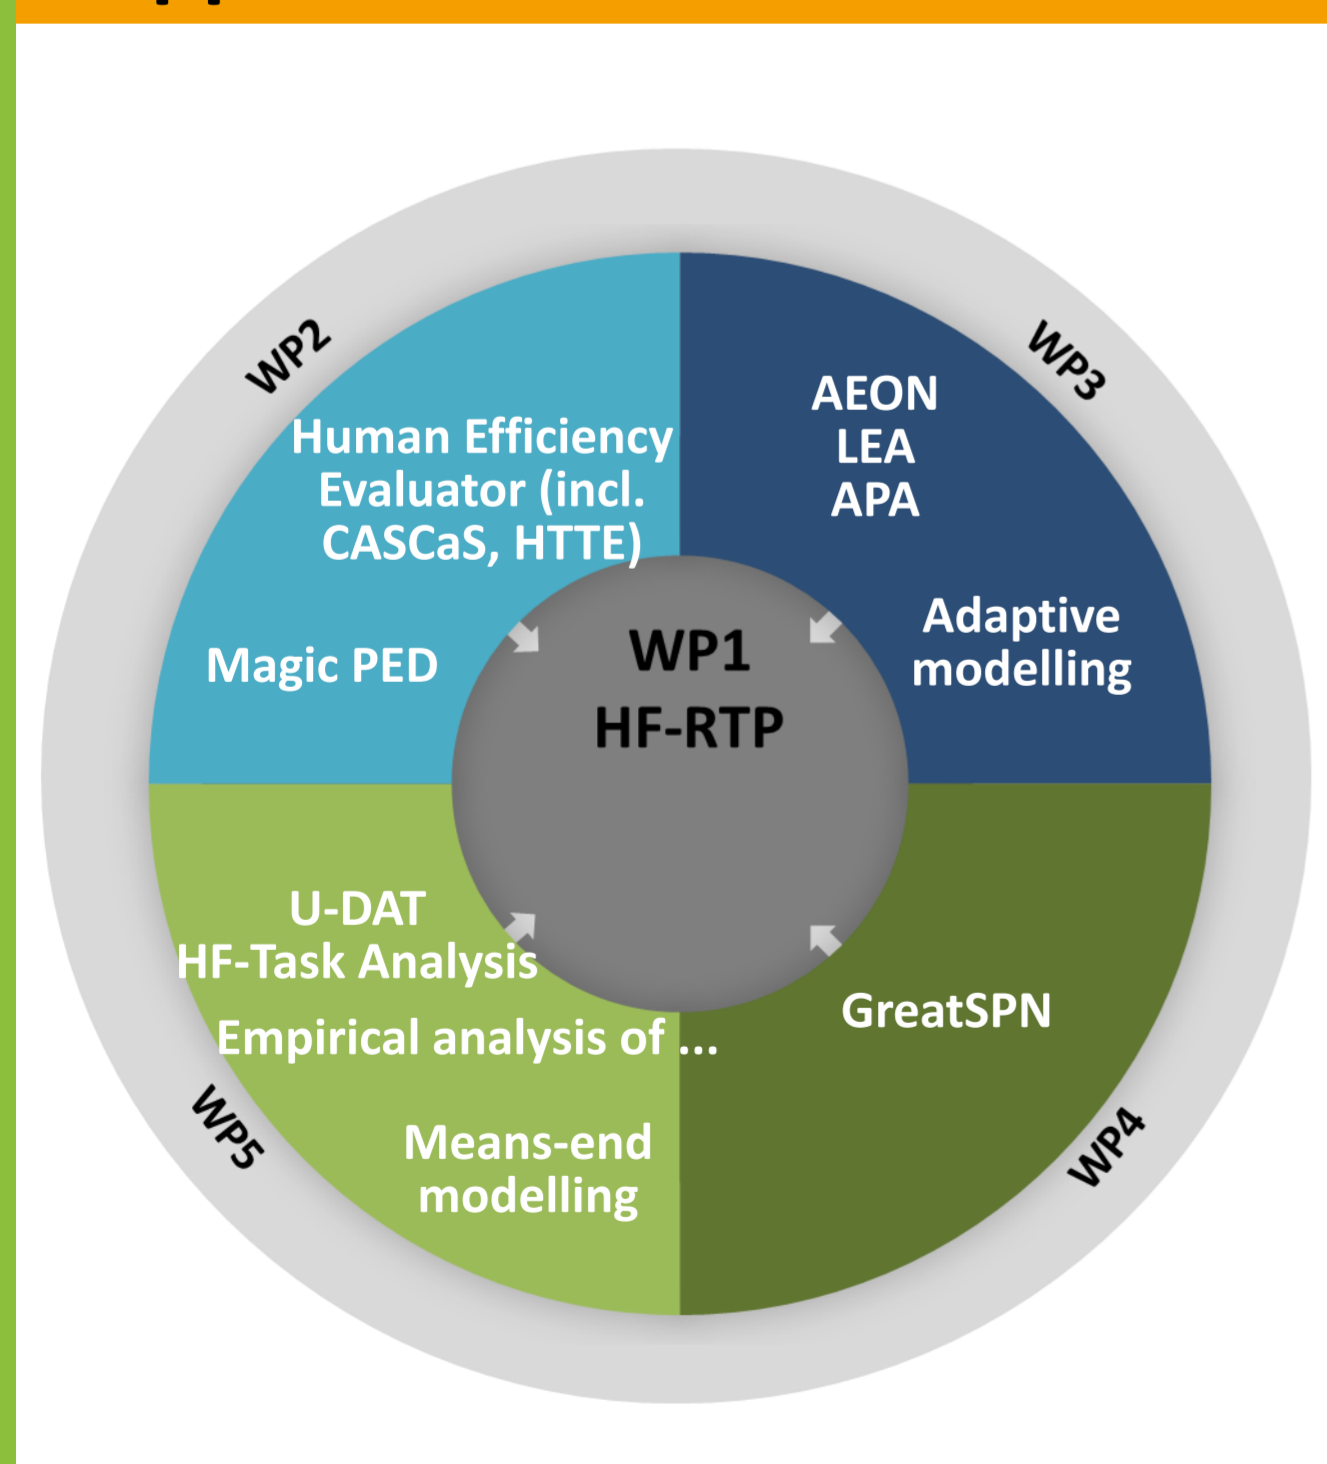 WP2
WP3
Human Efficiency
Evaluator (incl.
CASCaS, HTTE)
Magic PED
AEON
LEA
APA
Adaptive
modelling
WP1
HF-RTP
U-DAT
HF-Task Analysis
Empirical analysis of ...
Means-end
modelling
GreatSPN
WP5
WP4